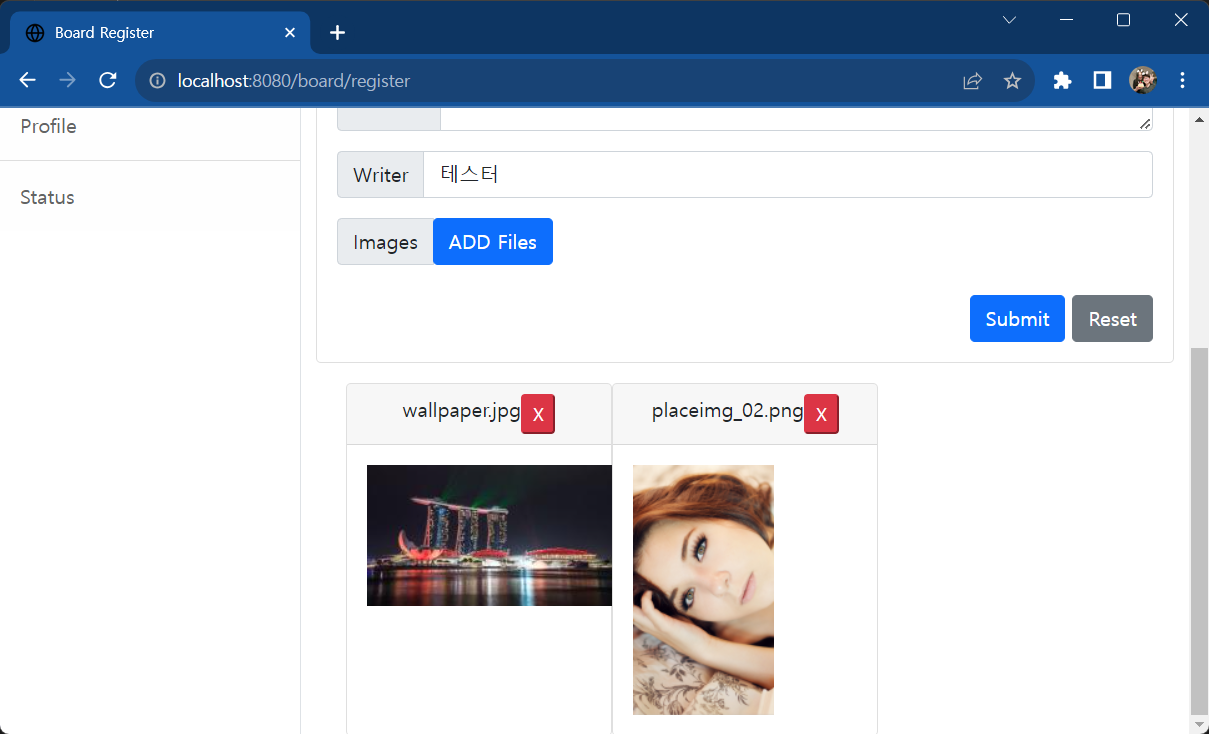 Board Register
localhost:8080/board/register
Profile
Writer 테스터
Status
Images ADD Files
Submit Reset
wallpaper.jpg X placeimg_02.png X